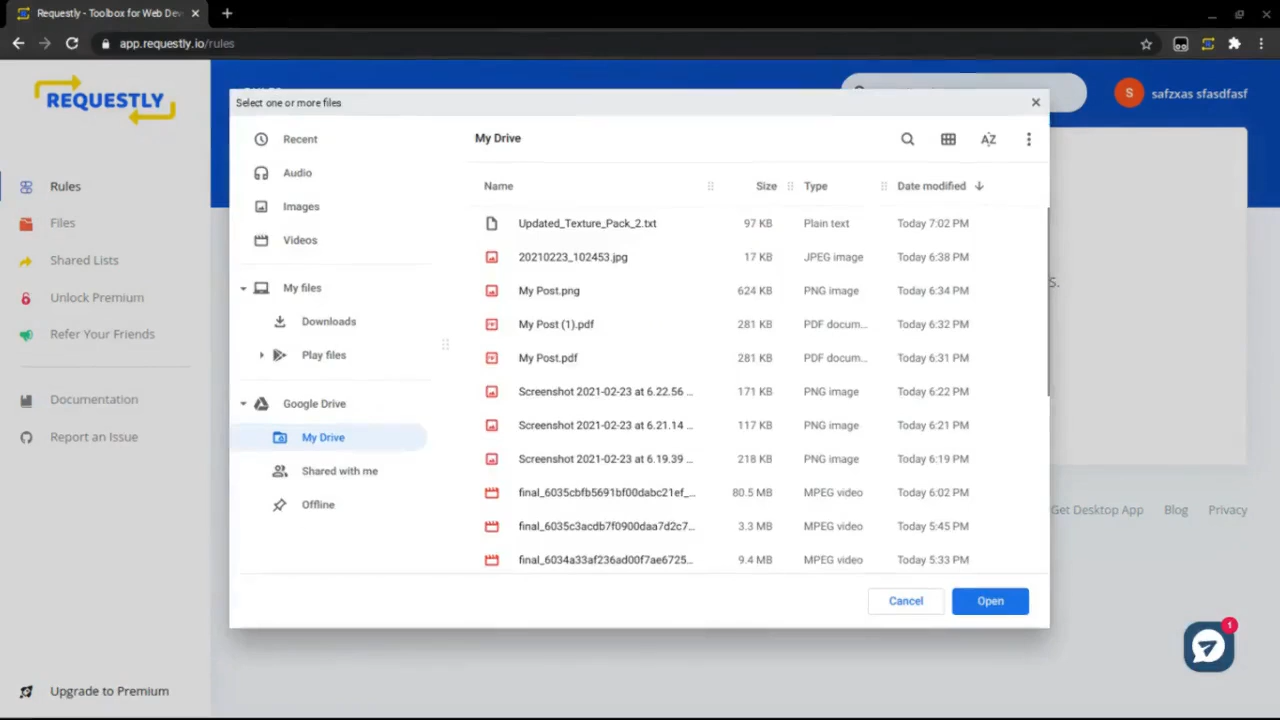 Requestly - Toolbox for Web Dev
app.requestly.io/rules
REQUESTLY
Rules
Files
Shared Lists
Unlock Premium
Refer Your Friends
Documentation
Report an Issue
Upgrade to Premium
S
safzxas sfasdfasf
Select one or more files
Recent
Audio
Images
Videos
My files
Downloads
Play files
Google Drive
My Drive
Shared with me
Offline
My Drive
AZ
Name Size Type Date modified
Updated_Texture_Pack_2.txt 97 KB Plain text Today 7:02 PM
20210223_102453.jpg 17 KB JPEG image Today 6:38 PM
My Post.png 624 KB PNG image Today 6:34 PM
My Post (1).pdf 281 KB PDF docum... Today 6:32 PM
My Post.pdf 281 KB PDF docum... Today 6:31 PM
Screenshot 2021-02-23 at 6.22.56 ... 171 KB PNG image Today 6:22 PM
Screenshot 2021-02-23 at 6.21.14 ... 117 KB PNG image Today 6:21 PM
Screenshot 2021-02-23 at 6.19.39 ... 218 KB PNG image Today 6:19 PM
final_6035cbfb5691bf00dabc21ef_... 80.5 MB MPEG video Today 6:02 PM
final_6035c3acdb7f0900daa7d2c7... 3.3 MB MPEG video Today 5:45 PM
final_6034a33af236ad00f7ae6725... 9.4 MB MPEG video Today 5:33 PM
Cancel Open
s.
Get Desktop App Blog Privacy
1